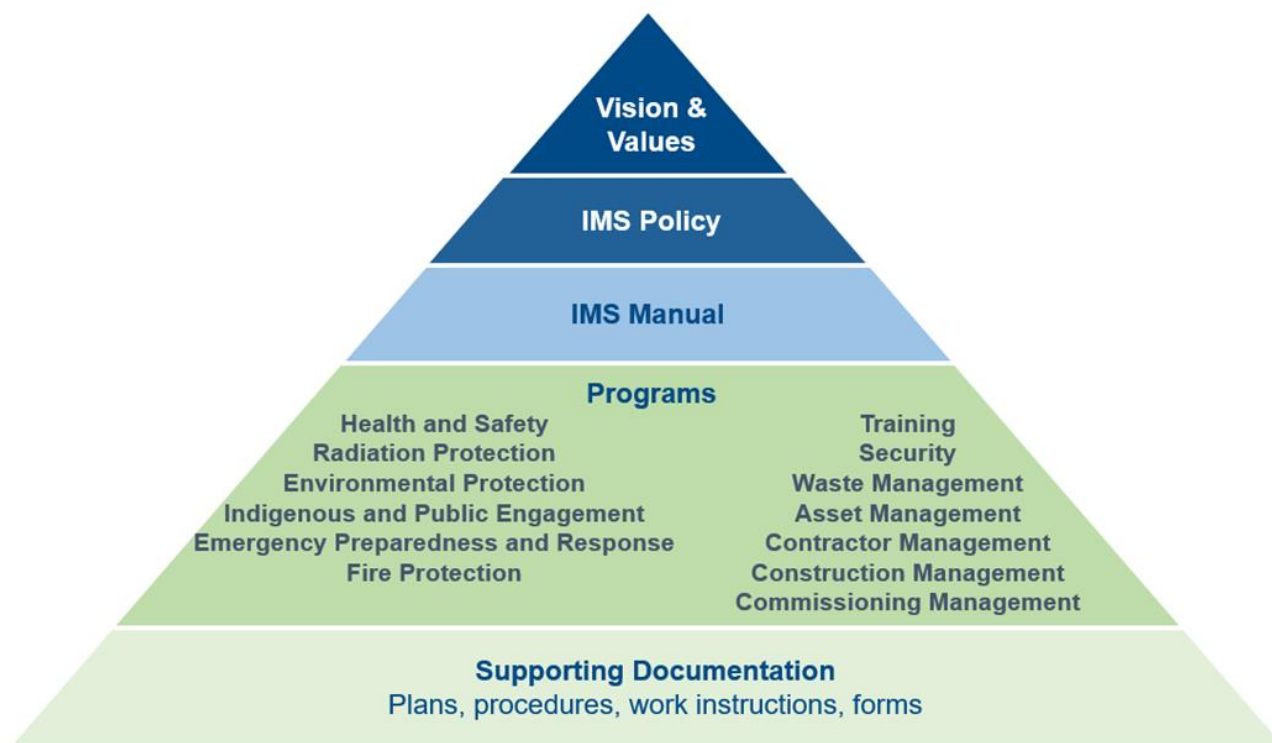 Vision &
Values
IMS Policy
IMS Manual
Programs
Health and Safety
Radiation Protection
Environmental Protection
Indigenous and Public Engagement
Emergency Preparedness and Response
Fire Protection
Training
Security
Waste Management
Asset Management
Contractor Management
Construction Management
Commissioning Management
Supporting Documentation
Plans, procedures, work instructions, forms